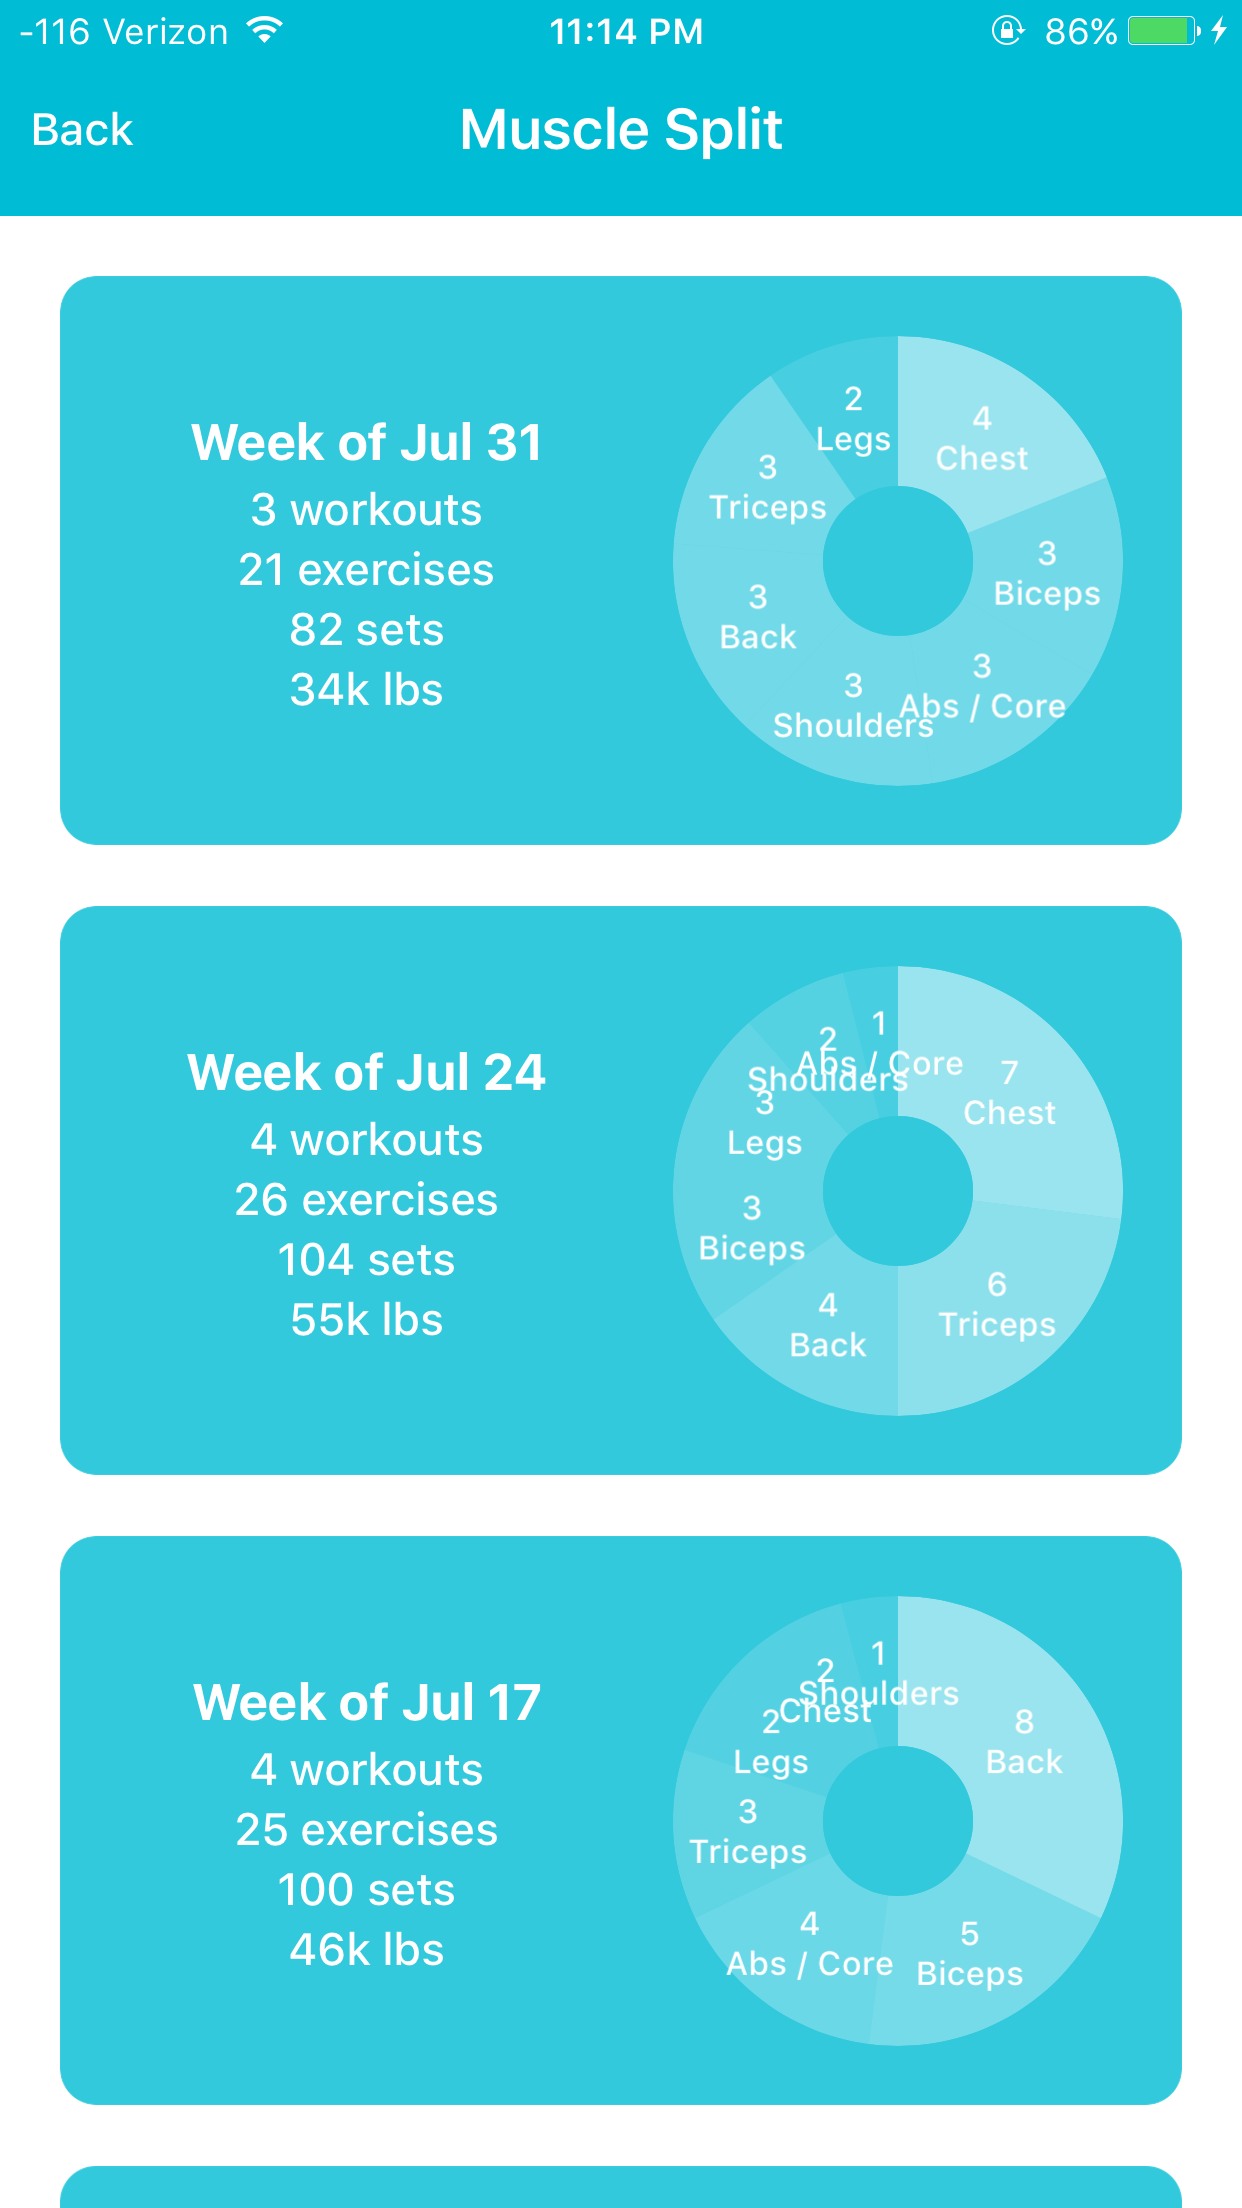 -116 Verizon 11:14 PM 86%
Back Muscle Split
Week of Jul 31
3 workouts
21 exercises
82 sets
34k lbs
4
Chest
3
Biceps
3
Abs / Core
3
Shoulders
3
Back
3
Triceps
2
Legs
Week of Jul 24
4 workouts
26 exercises
104 sets
55k lbs
7
Chest
6
Triceps
4
Back
3
Biceps
3
Legs
2
Shoulders
1
Abs / Core
Week of Jul 17
4 workouts
25 exercises
100 sets
46k lbs
8
Back
5
Biceps
4
Abs / Core
3
Triceps
2
Legs
2
Chest
1
Shoulders